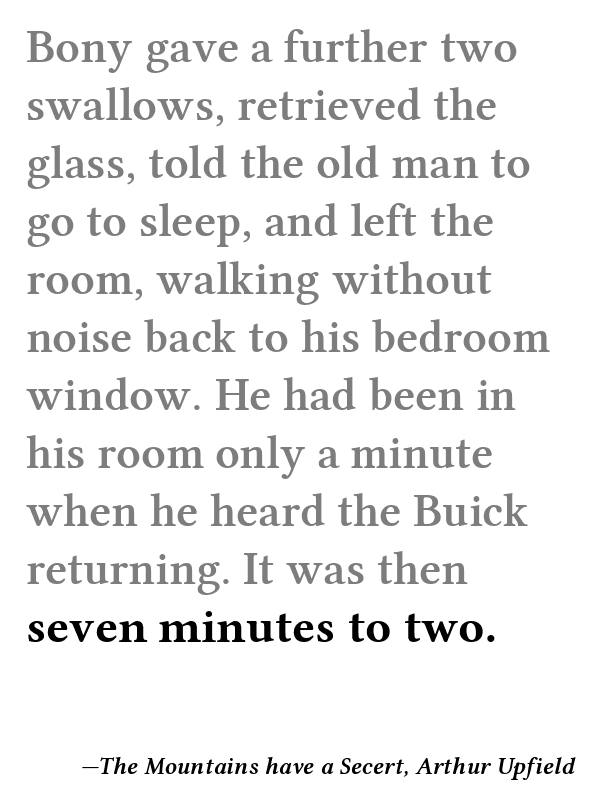 Bony gave a further two
swallows, retrieved the
glass, told the old man to
go to sleep, and left the
room, walking without
noise back to his bedroom
window. He had been in
his room only a minute
when he heard the Buick
returning. It was then
seven minutes to two.
—The Mountains have a Secert, Arthur Upfield